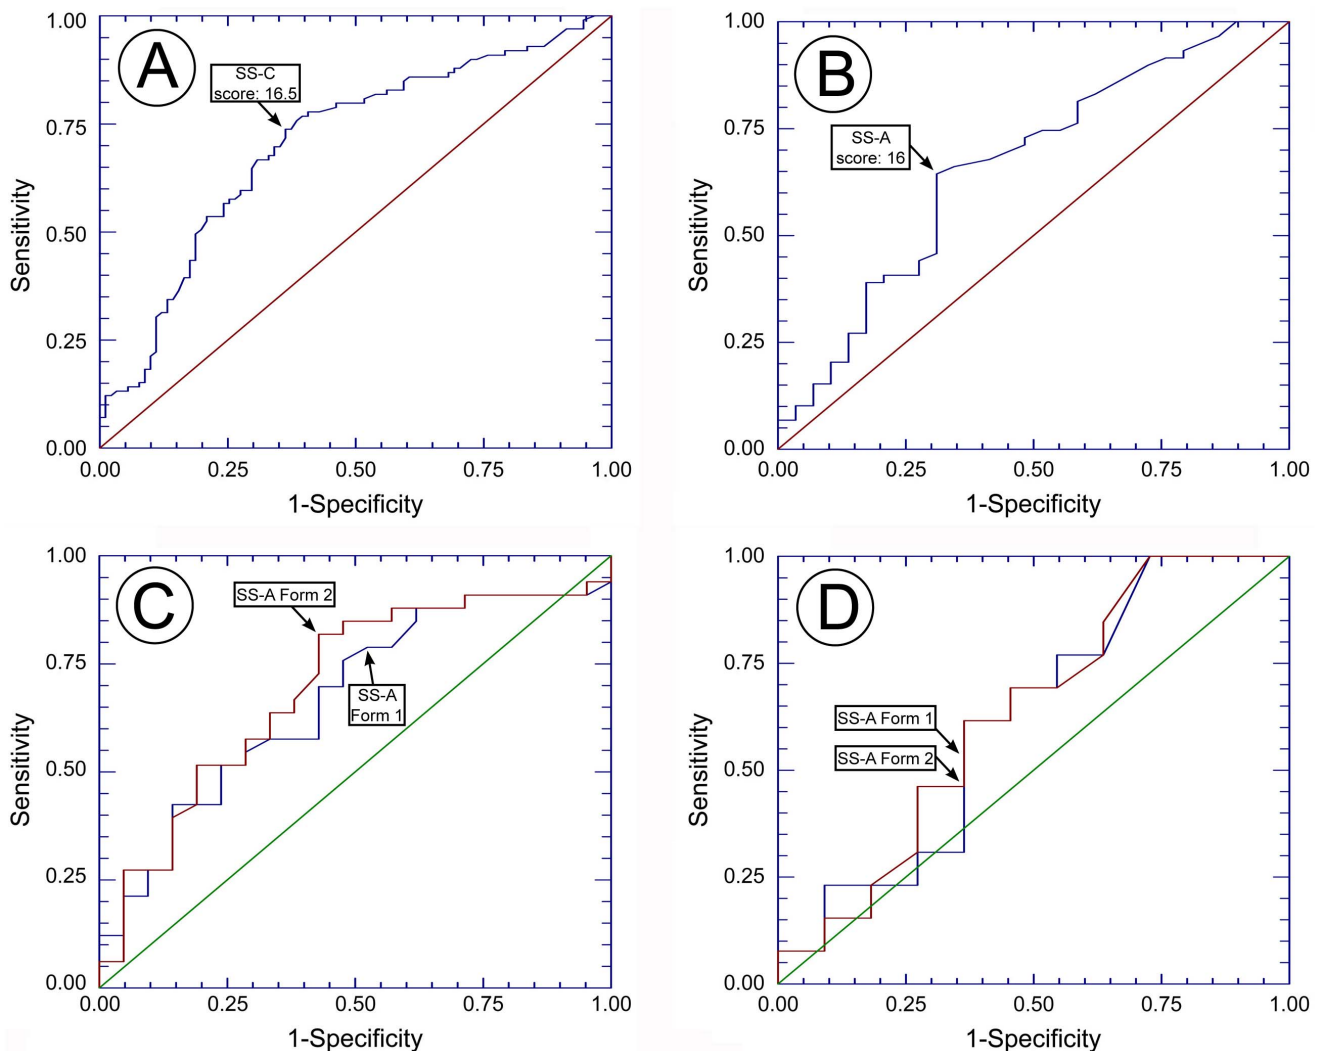 A
SS-C
score: 16.5
1.00
0.75
0.50
0.25
0.00
Sensitivity
0.00 0.25 0.50 0.75 1.00
1-Specificity
B
SS-A
score: 16
1.00
0.75
0.50
0.25
0.00
Sensitivity
0.00 0.25 0.50 0.75 1.00
1-Specificity
C
SS-A Form 2
SS-A
Form 1
1.00
0.75
0.50
0.25
0.00
Sensitivity
0.00 0.25 0.50 0.75 1.00
1-Specificity
D
SS-A Form 1
SS-A Form 2
1.00
0.75
0.50
0.25
0.00
Sensitivity
0.00 0.25 0.50 0.75 1.00
1-Specificity